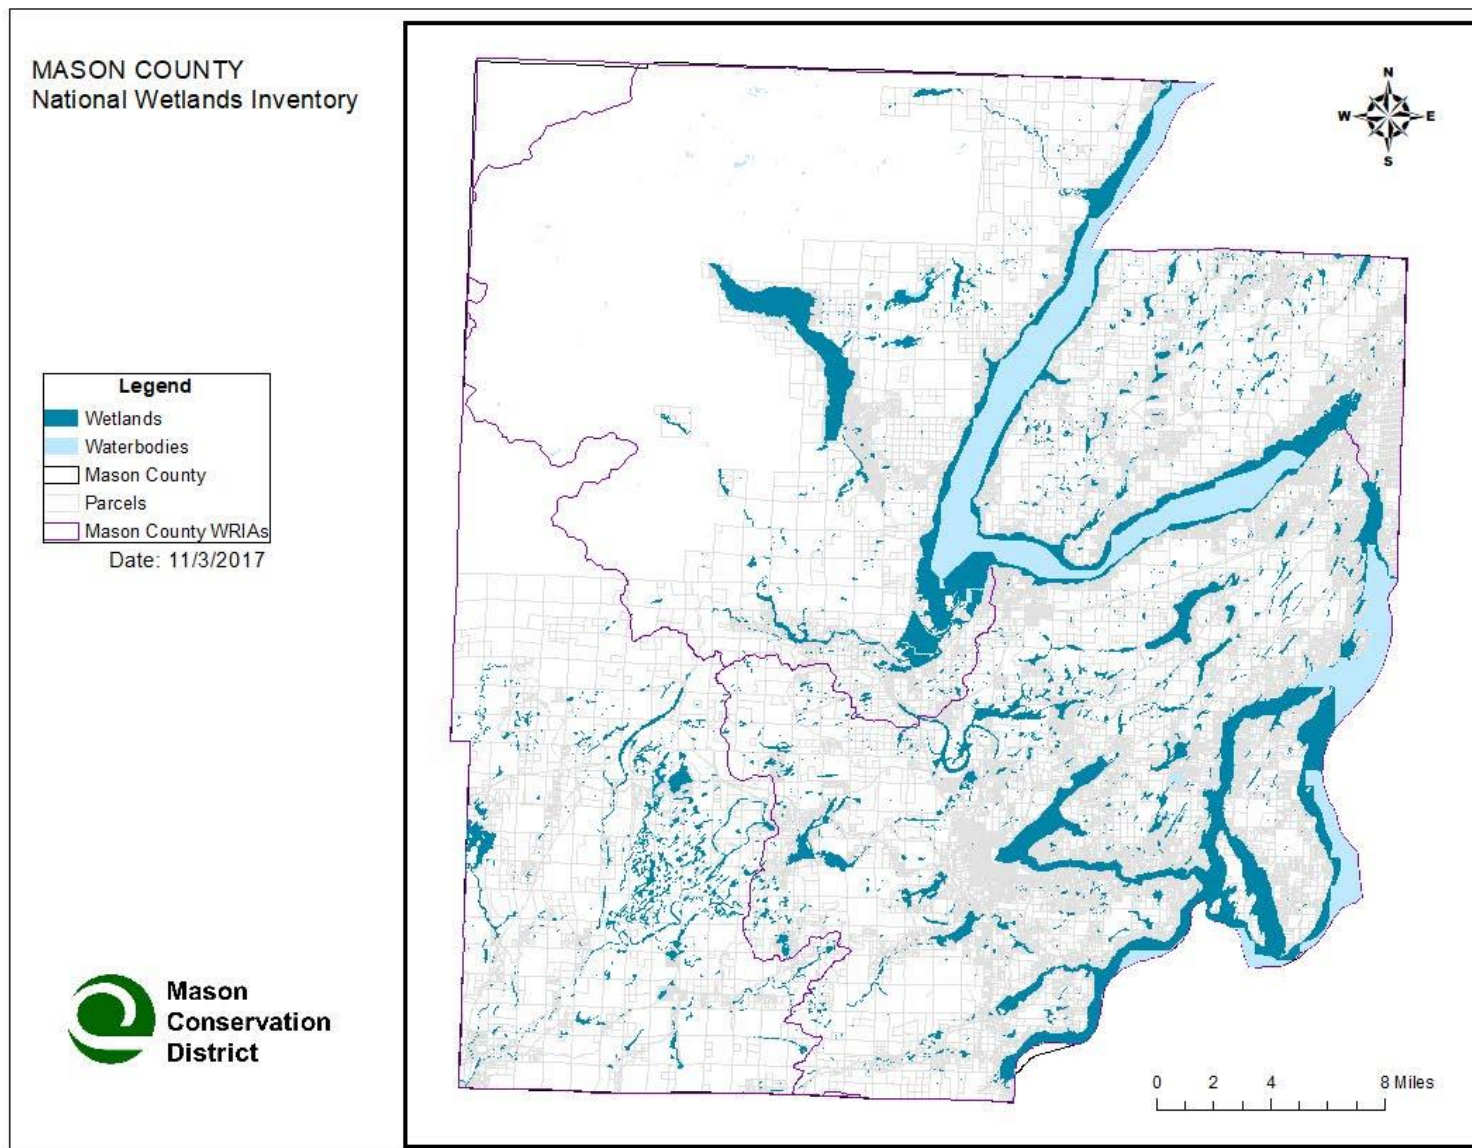 MASON COUNTY
National Wetlands Inventory
Legend
Wetlands
Waterbodies
Mason County
Parcels
Mason County WRIAs
Date: 11/3/2017
Mason
Conservation
District
N
W E
S
0 2 4 8 Miles